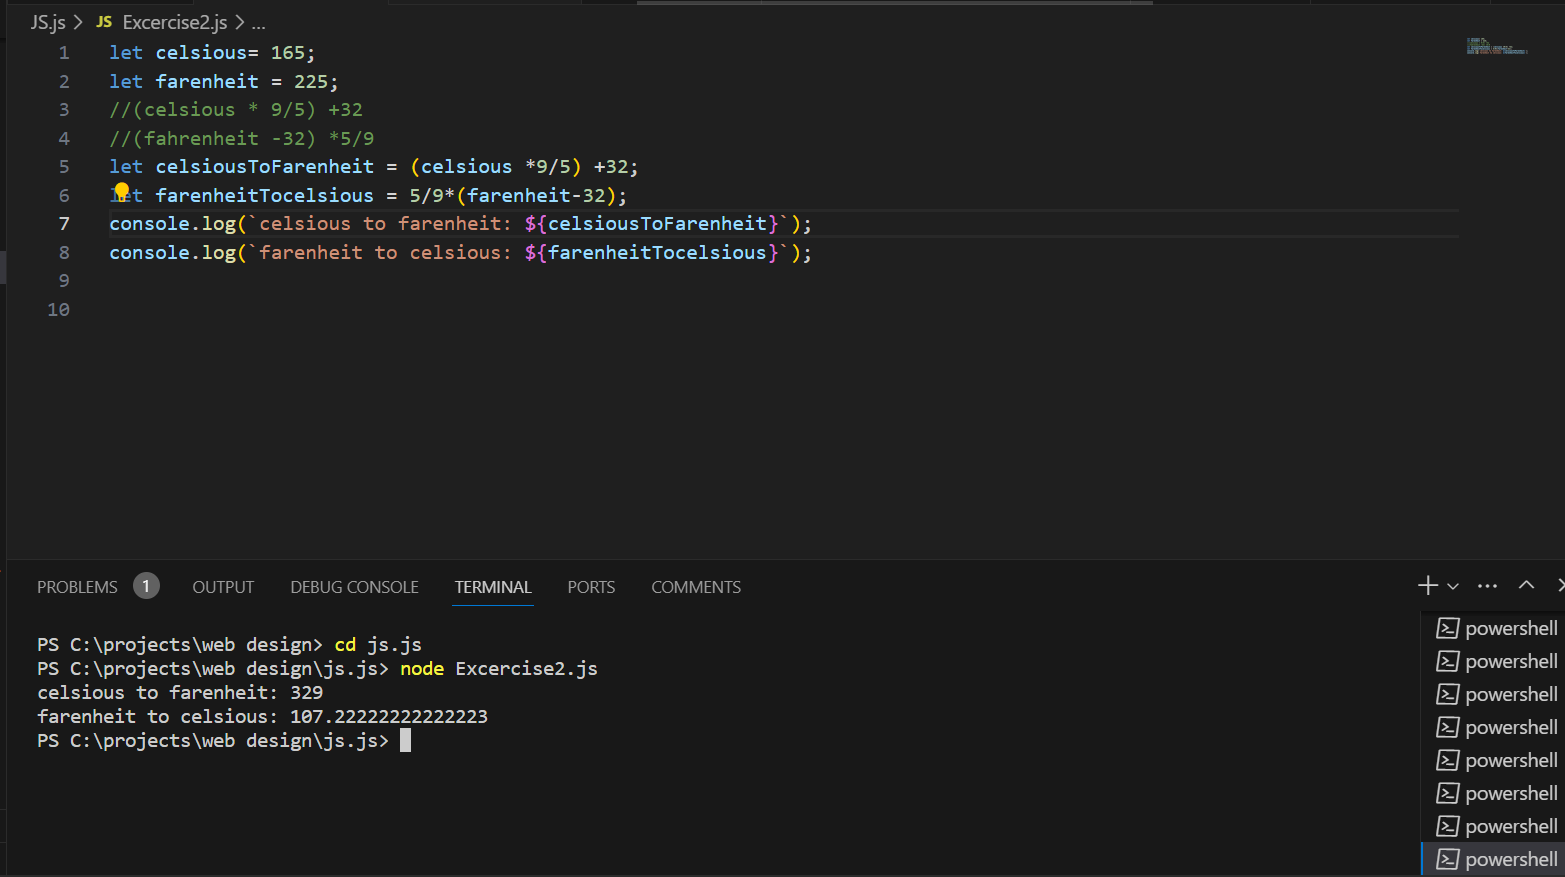 JS.js > JS Excercise2.js > ...
1 let celsious= 165;
2 let farenheit = 225;
3 //(celsious * 9/5) +32
4 //(fahrenheit -32) *5/9
5 let celsiousToFarenheit = (celsious *9/5) +32;
6 let farenheitTocelsious = 5/9*(farenheit-32);
7 console.log(`celsious to farenheit: ${celsiousToFarenheit}`);
8 console.log(`farenheit to celsious: ${farenheitTocelsious}`);
9
10
PROBLEMS 1 OUTPUT DEBUG CONSOLE TERMINAL PORTS COMMENTS
PS C:\projects\web design> cd js.js
PS C:\projects\web design\js.js> node Excercise2.js
celsious to farenheit: 329
farenheit to celsious: 107.22222222222223
PS C:\projects\web design\js.js>
powershell
powershell
powershell
powershell
powershell
powershell
powershell
powershell